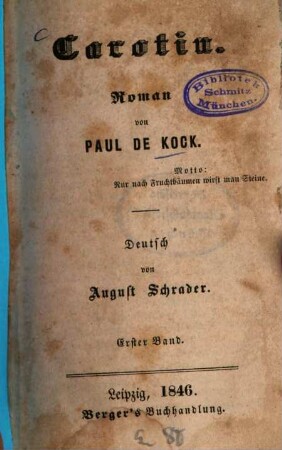 Carotin.
Bibliotek
Schmitz
München.
Roman
von
PAUL DE KOCK.
Motto:
Nur nach Fruchtbäumen wirft man Steine.
Deutsch
von
August Schrader.
Erster Band.
Leipzig, 1846.
Berger's Buchhandlung.